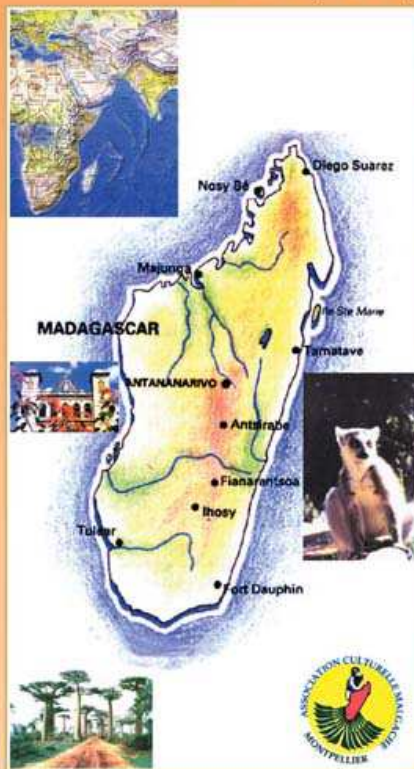 Diego Suarez
Nosy Bé
Majunga
Ile Ste Marie
MADAGASCAR
Tamatave
ANTANANARIVO
Antsirabe
Fianarantsoa
Ihosy
Tuléar
Fort Dauphin
ASSOCIATION CULTURELLE MALGACHE
MONTPELLIER